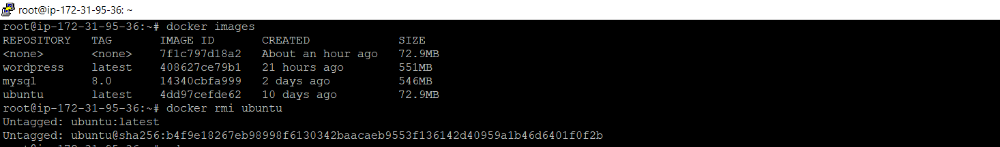 root@ip-172-31-95-36: ~
root@ip-172-31-95-36:~# docker images
REPOSITORY   TAG       IMAGE ID       CREATED             SIZE
<none>       <none>    7f1c797d18a2   About an hour ago   72.9MB
wordpress    latest    408627ce79b1   21 hours ago        551MB
mysql        8.0       14340cbfa999   2 days ago          546MB
ubuntu       latest    4dd97cefde62   10 days ago         72.9MB
root@ip-172-31-95-36:~# docker rmi ubuntu
Untagged: ubuntu:latest
Untagged: ubuntu@sha256:b4f9e18267eb98998f6130342baacaeb9553f136142d40959a1b46d6401f0f2b